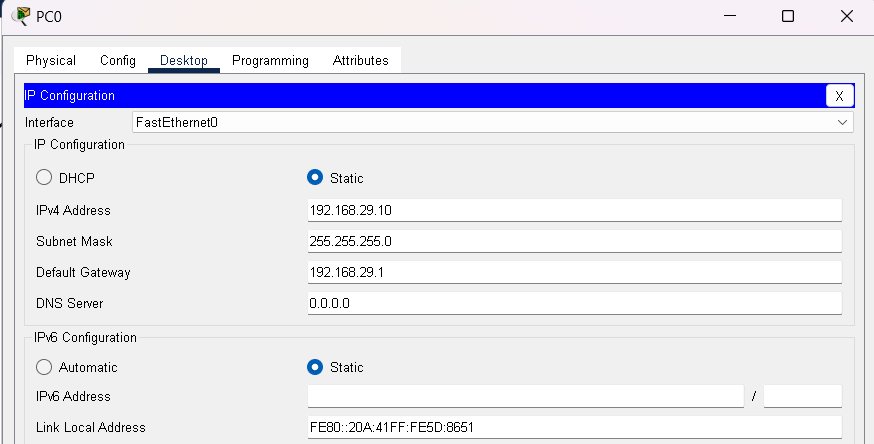 PC0
Physical Config Desktop Programming Attributes
IP Configuration X
Interface FastEthernet0
IP Configuration
DHCP Static
IPv4 Address 192.168.29.10
Subnet Mask 255.255.255.0
Default Gateway 192.168.29.1
DNS Server 0.0.0.0
IPv6 Configuration
Automatic Static
IPv6 Address /
Link Local Address FE80::20A:41FF:FE5D:8651